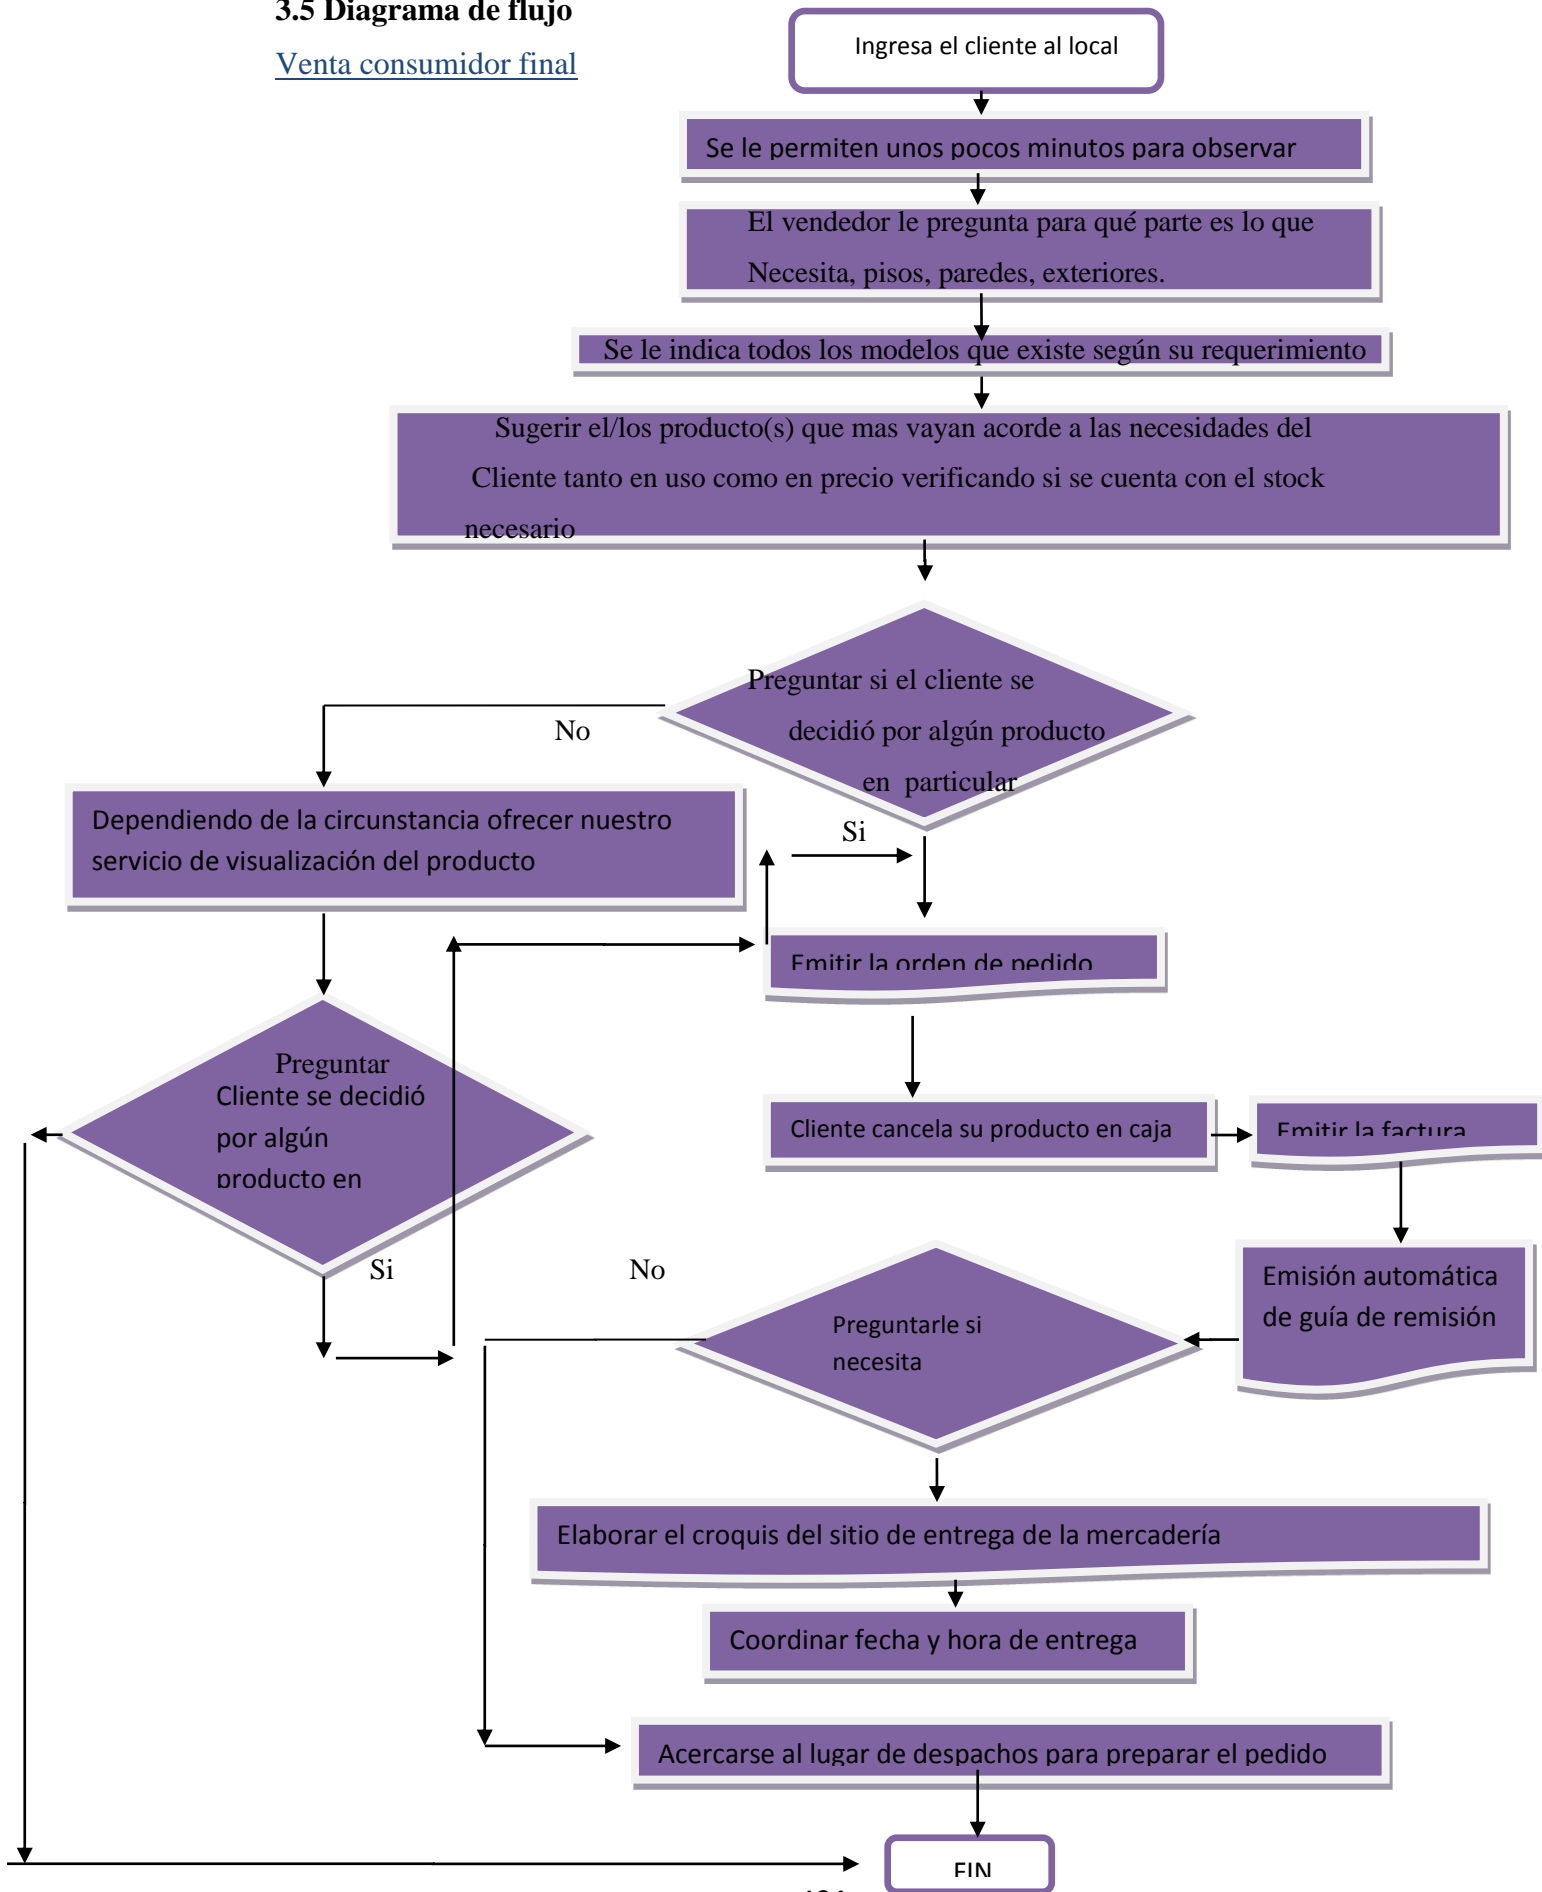 3.5 Diagrama de flujo
Venta consumidor final
Ingresa el cliente al local
Se le permiten unos pocos minutos para observar
El vendedor le pregunta para qué parte es lo que
Necesita, pisos, paredes, exteriores.
Se le indica todos los modelos que existe según su requerimiento
Sugerir el/los producto(s) que mas vayan acorde a las necesidades del
Cliente tanto en uso como en precio verificando si se cuenta con el stock
necesario
Preguntar si el cliente se
decidió por algún producto
en particular
No
Si
Dependiendo de la circunstancia ofrecer nuestro
servicio de visualización del producto
Emitir la orden de pedido
Preguntar
Cliente se decidió
por algún
producto en
Cliente cancela su producto en caja
Emitir la factura
Si
No
Emisión automática
de guía de remisión
Preguntarle si
necesita
Elaborar el croquis del sitio de entrega de la mercadería
Coordinar fecha y hora de entrega
Acercarse al lugar de despachos para preparar el pedido
FIN